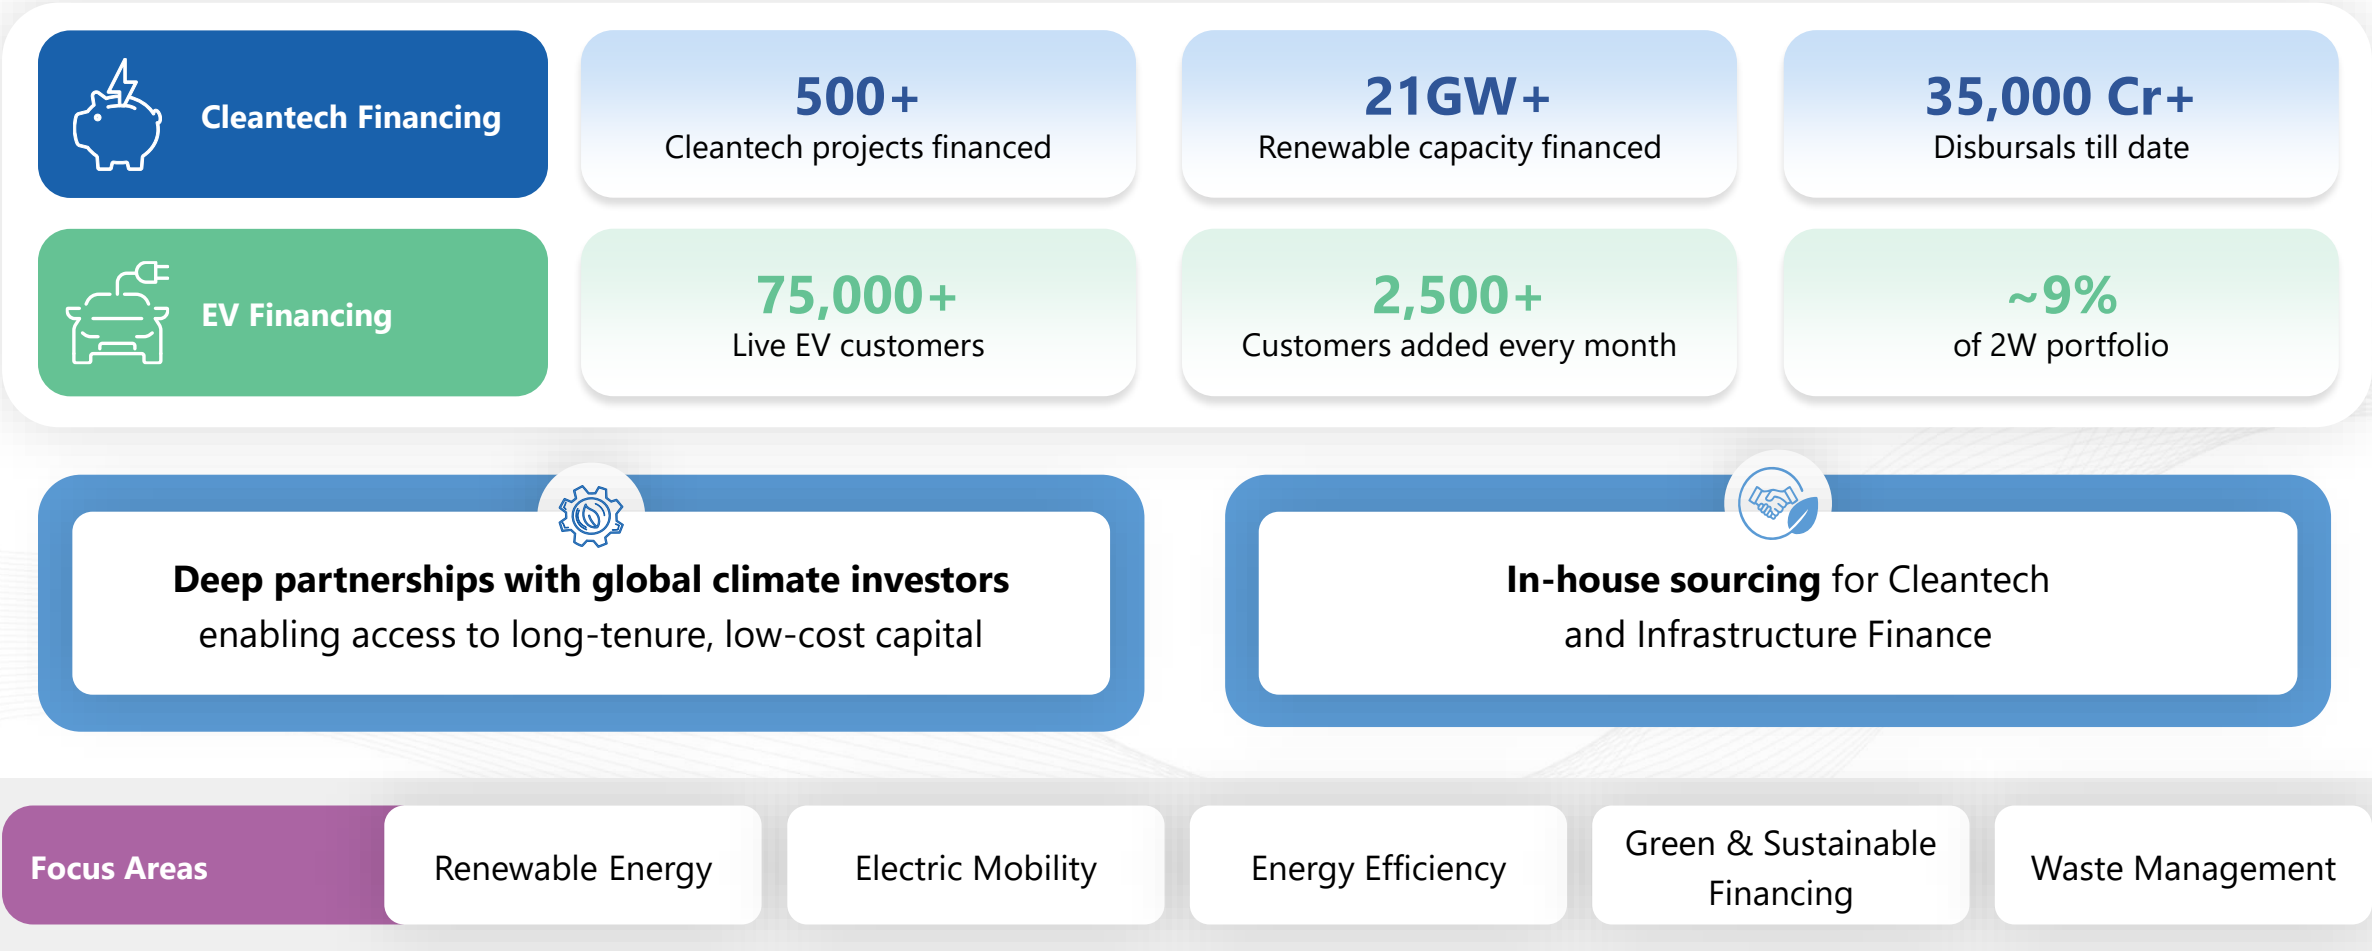 Cleantech Financing
500+
Cleantech projects financed
21GW+
Renewable capacity financed
35,000 Cr+
Disbursals till date
EV Financing
75,000+
Live EV customers
2,500+
Customers added every month
~9%
of 2W portfolio
Deep partnerships with global climate investors
enabling access to long-tenure, low-cost capital
In-house sourcing for Cleantech
and Infrastructure Finance
Focus Areas
Renewable Energy
Electric Mobility
Energy Efficiency
Green & Sustainable
Financing
Waste Management